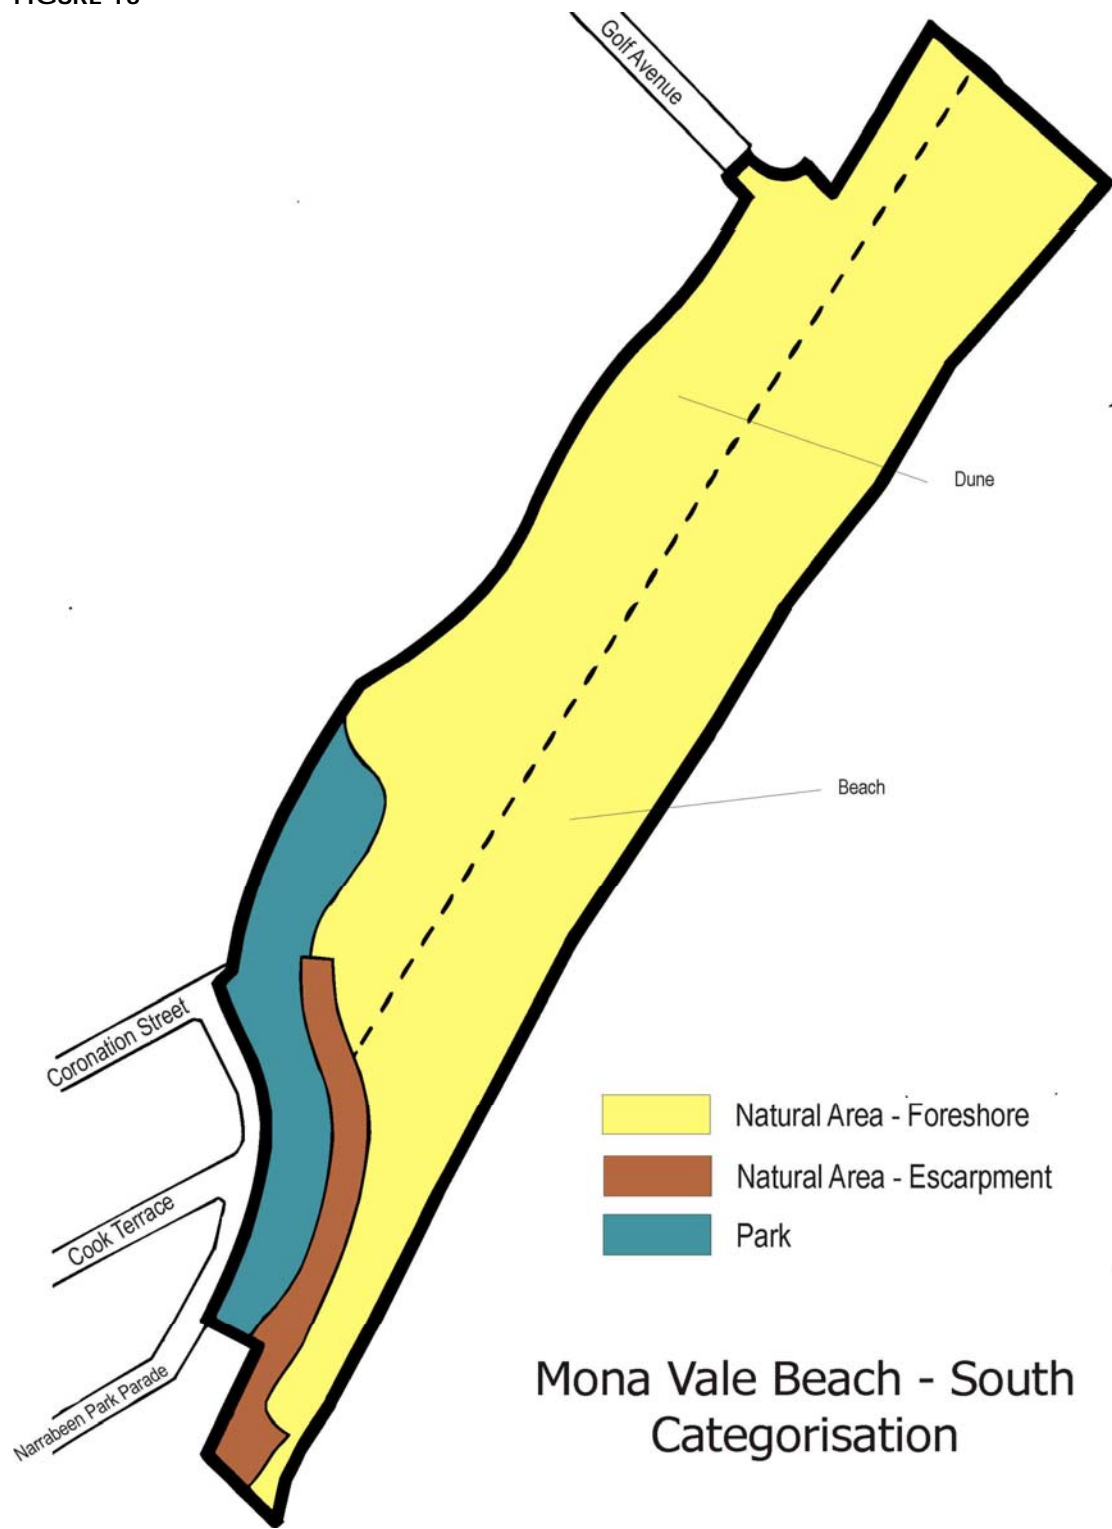 Golf Avenue
Dune
Beach
Coronation Street
Cook Terrace
Narrabeen Park Parade
Natural Area - Foreshore
Natural Area - Escarpment
Park
Mona Vale Beach - South
Categorisation